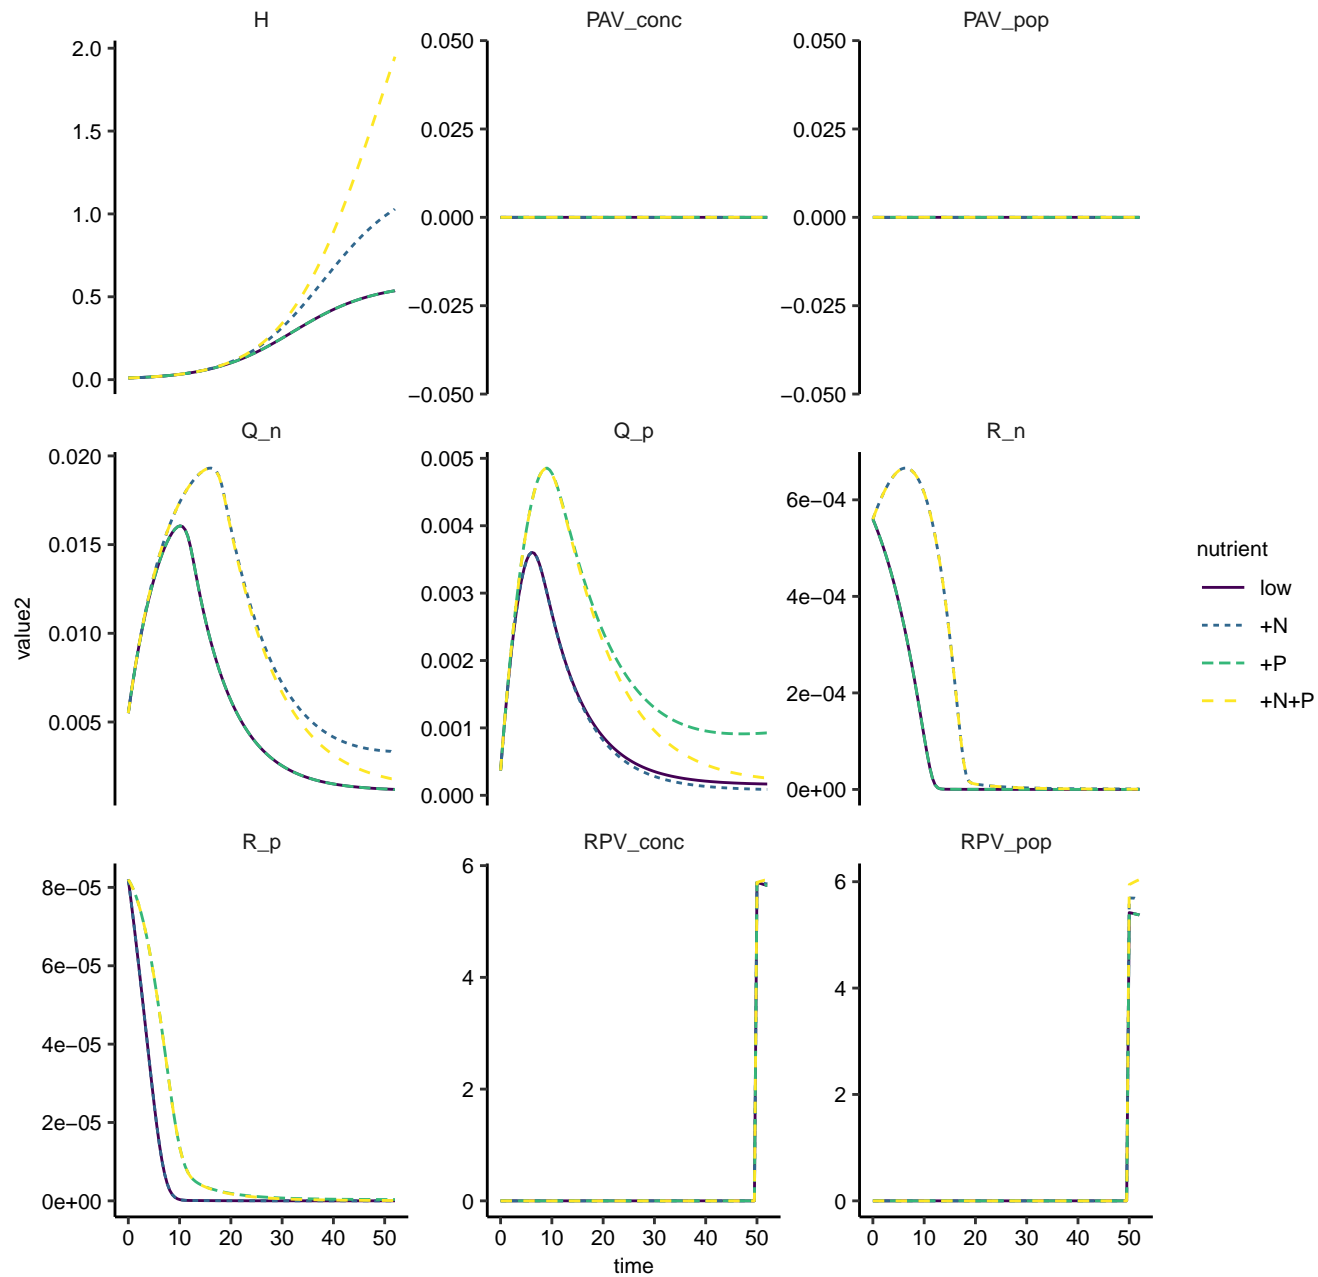 H
PAV_conc
PAV_pop
2.0
1.5
1.0
0.5
0.0
0.050
0.025
0.000
−0.025
−0.050
0.050
0.025
0.000
−0.025
−0.050
Q_n
Q_p
R_n
0.020
0.015
0.010
0.005
0.005
0.004
0.003
0.002
0.001
0.000
6e−04
4e−04
2e−04
0e+00
R_p
RPV_conc
RPV_pop
8e−05
6e−05
4e−05
2e−05
0e+00
6
4
2
0
6
4
2
0
0 10 20 30 40 50
0 10 20 30 40 50
0 10 20 30 40 50
time
value2
nutrient
low
+N
+P
+N+P